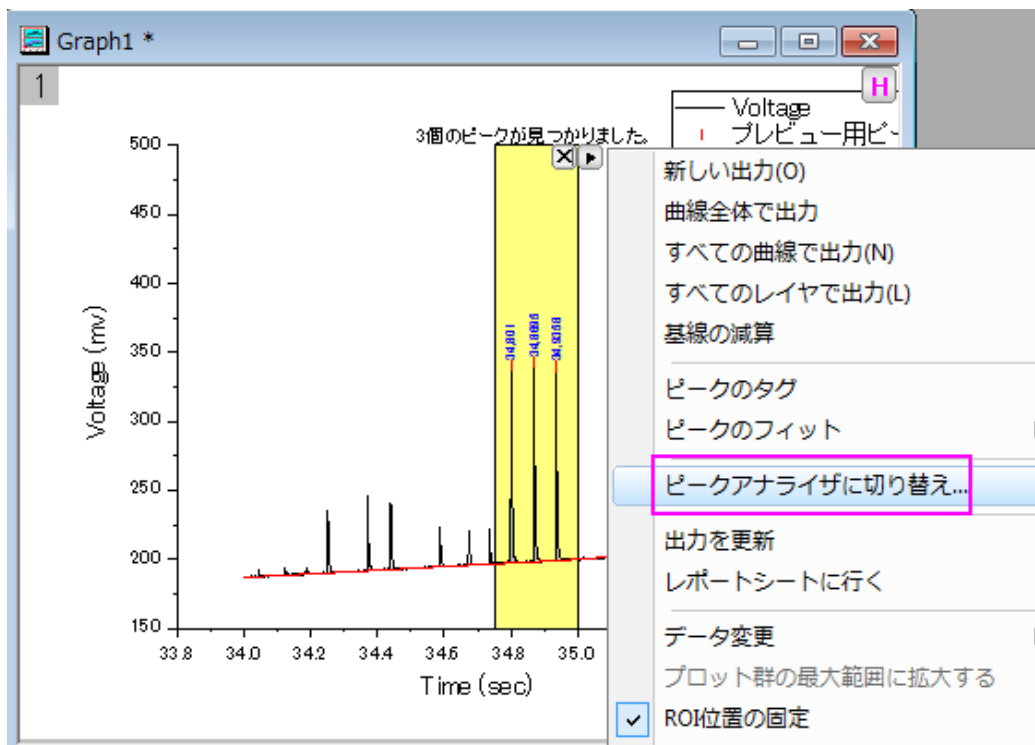 Graph1 *
1
H
Voltage
プレビュー用ピー
3個のピークが見つかりました。
500
450
400
350
300
250
200
150
Voltage (mv)
34.801
34.8695
34.9358
33.8 34.0 34.2 34.4 34.6 34.8 35.0
Time (sec)
新しい出力(O)
曲線全体で出力
すべての曲線で出力(N)
すべてのレイヤで出力(L)
基線の減算
ピークのタグ
ピークのフィット
ピークアナライザに切り替え...
出力を更新
レポートシートに行く
データ変更
プロット群の最大範囲に拡大する
ROI位置の固定